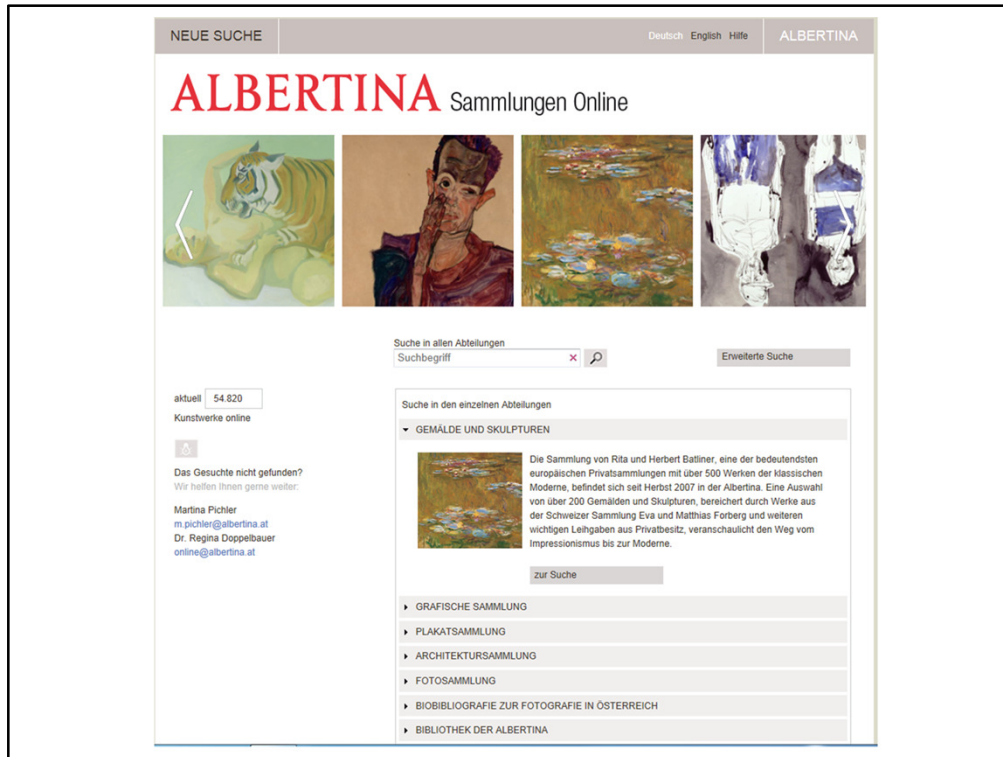 NEUE SUCHE
Deutsch English Hilfe
ALBERTINA
ALBERTINA Sammlungen Online
Suche in allen Abteilungen
Suchbegriff
Erweiterte Suche
aktuell 54.820
Kunstwerke online
Das Gesuchte nicht gefunden?
Wir helfen Ihnen gerne weiter:
Martina Pichler
m.pichler@albertina.at
Dr. Regina Doppelbauer
online@albertina.at
Suche in den einzelnen Abteilungen
GEMÄLDE UND SKULPTUREN
Die Sammlung von Rita und Herbert Batliner, eine der bedeutendsten
europäischen Privatsammlungen mit über 500 Werken der klassischen
Moderne, befindet sich seit Herbst 2007 in der Albertina. Eine Auswahl
von über 200 Gemälden und Skulpturen, bereichert durch Werke aus
der Schweizer Sammlung Eva und Matthias Forberg und weiteren
wichtigen Leihgaben aus Privatbesitz, veranschaulicht den Weg vom
Impressionismus bis zur Moderne.
zur Suche
GRAFISCHE SAMMLUNG
PLAKATSAMMLUNG
ARCHITEKTURSAMMLUNG
FOTOSAMMLUNG
BIOBIBLIOGRAFIE ZUR FOTOGRAFIE IN ÖSTERREICH
BIBLIOTHEK DER ALBERTINA